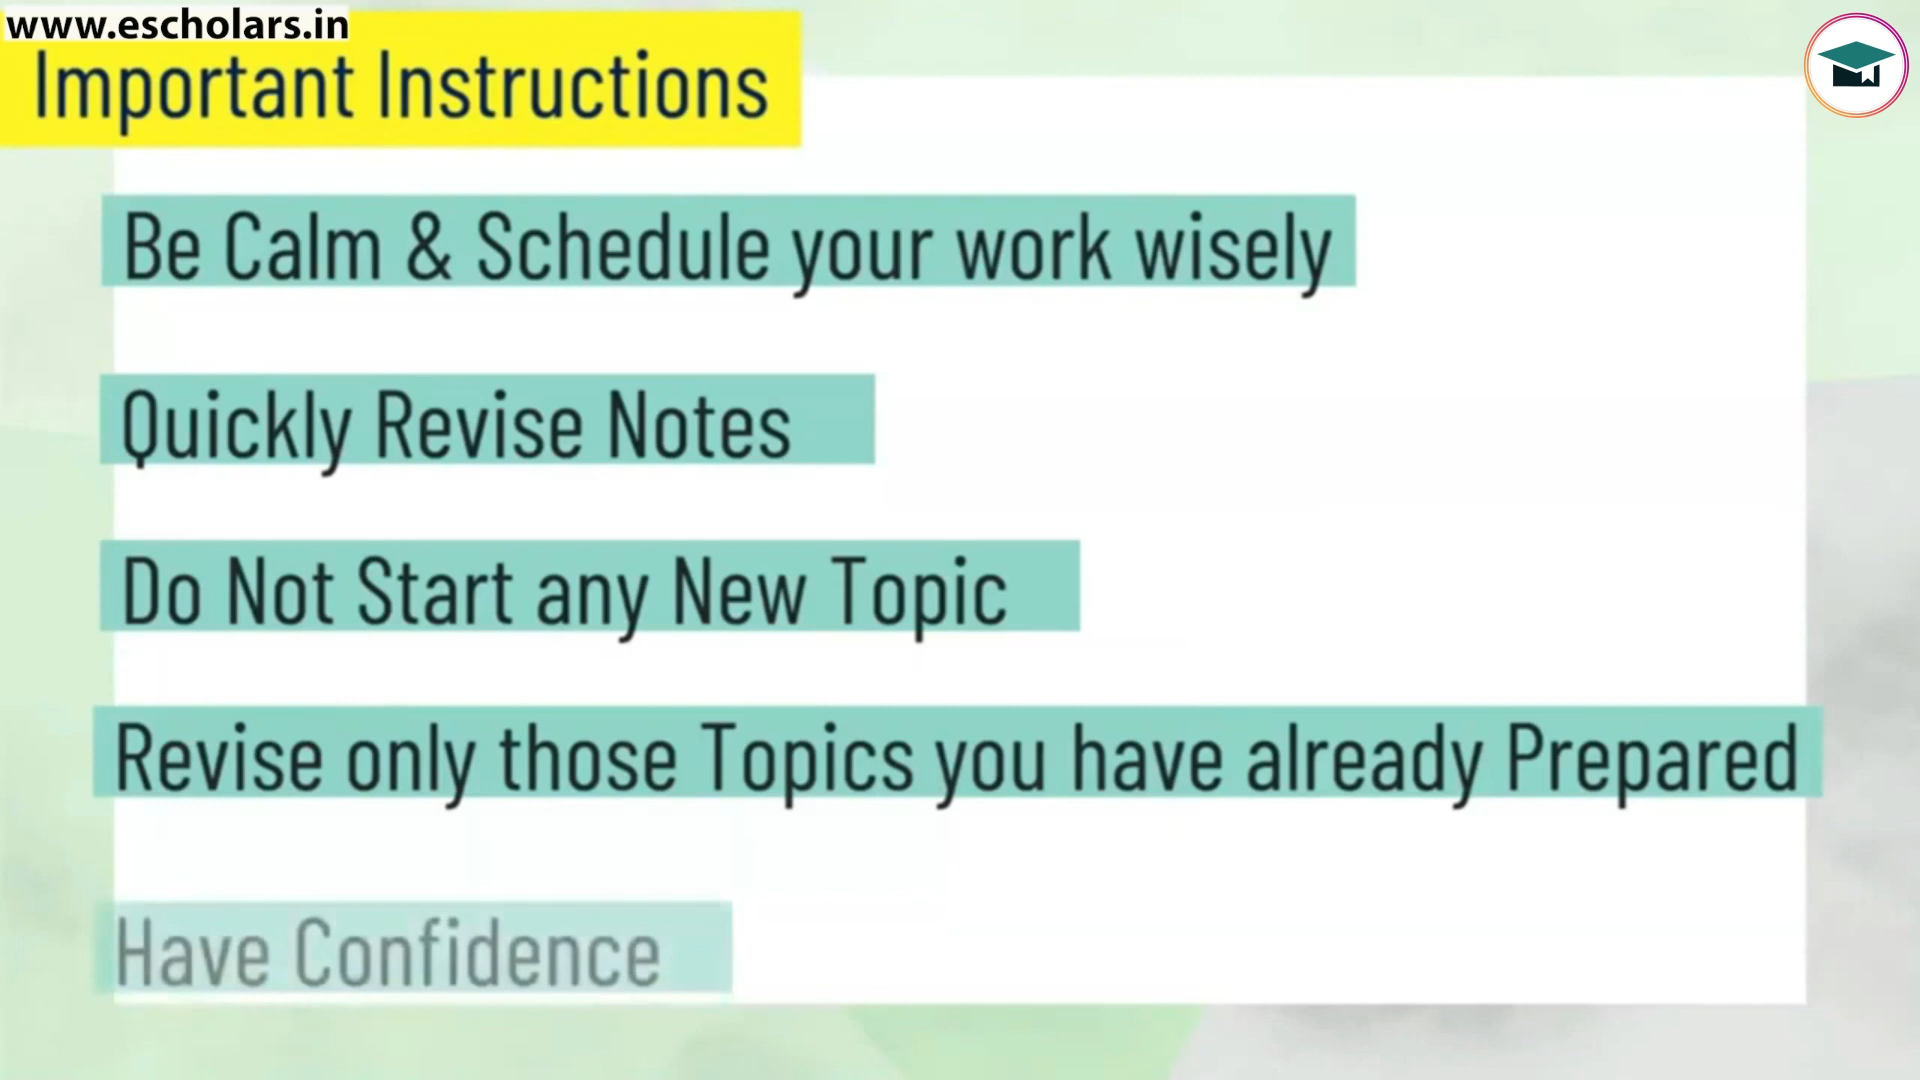 www.escholars.in
Important Instructions
Be Calm & Schedule your work wisely
Quickly Revise Notes
Do Not Start any New Topic
Revise only those Topics you have already Prepared
Have Confidence